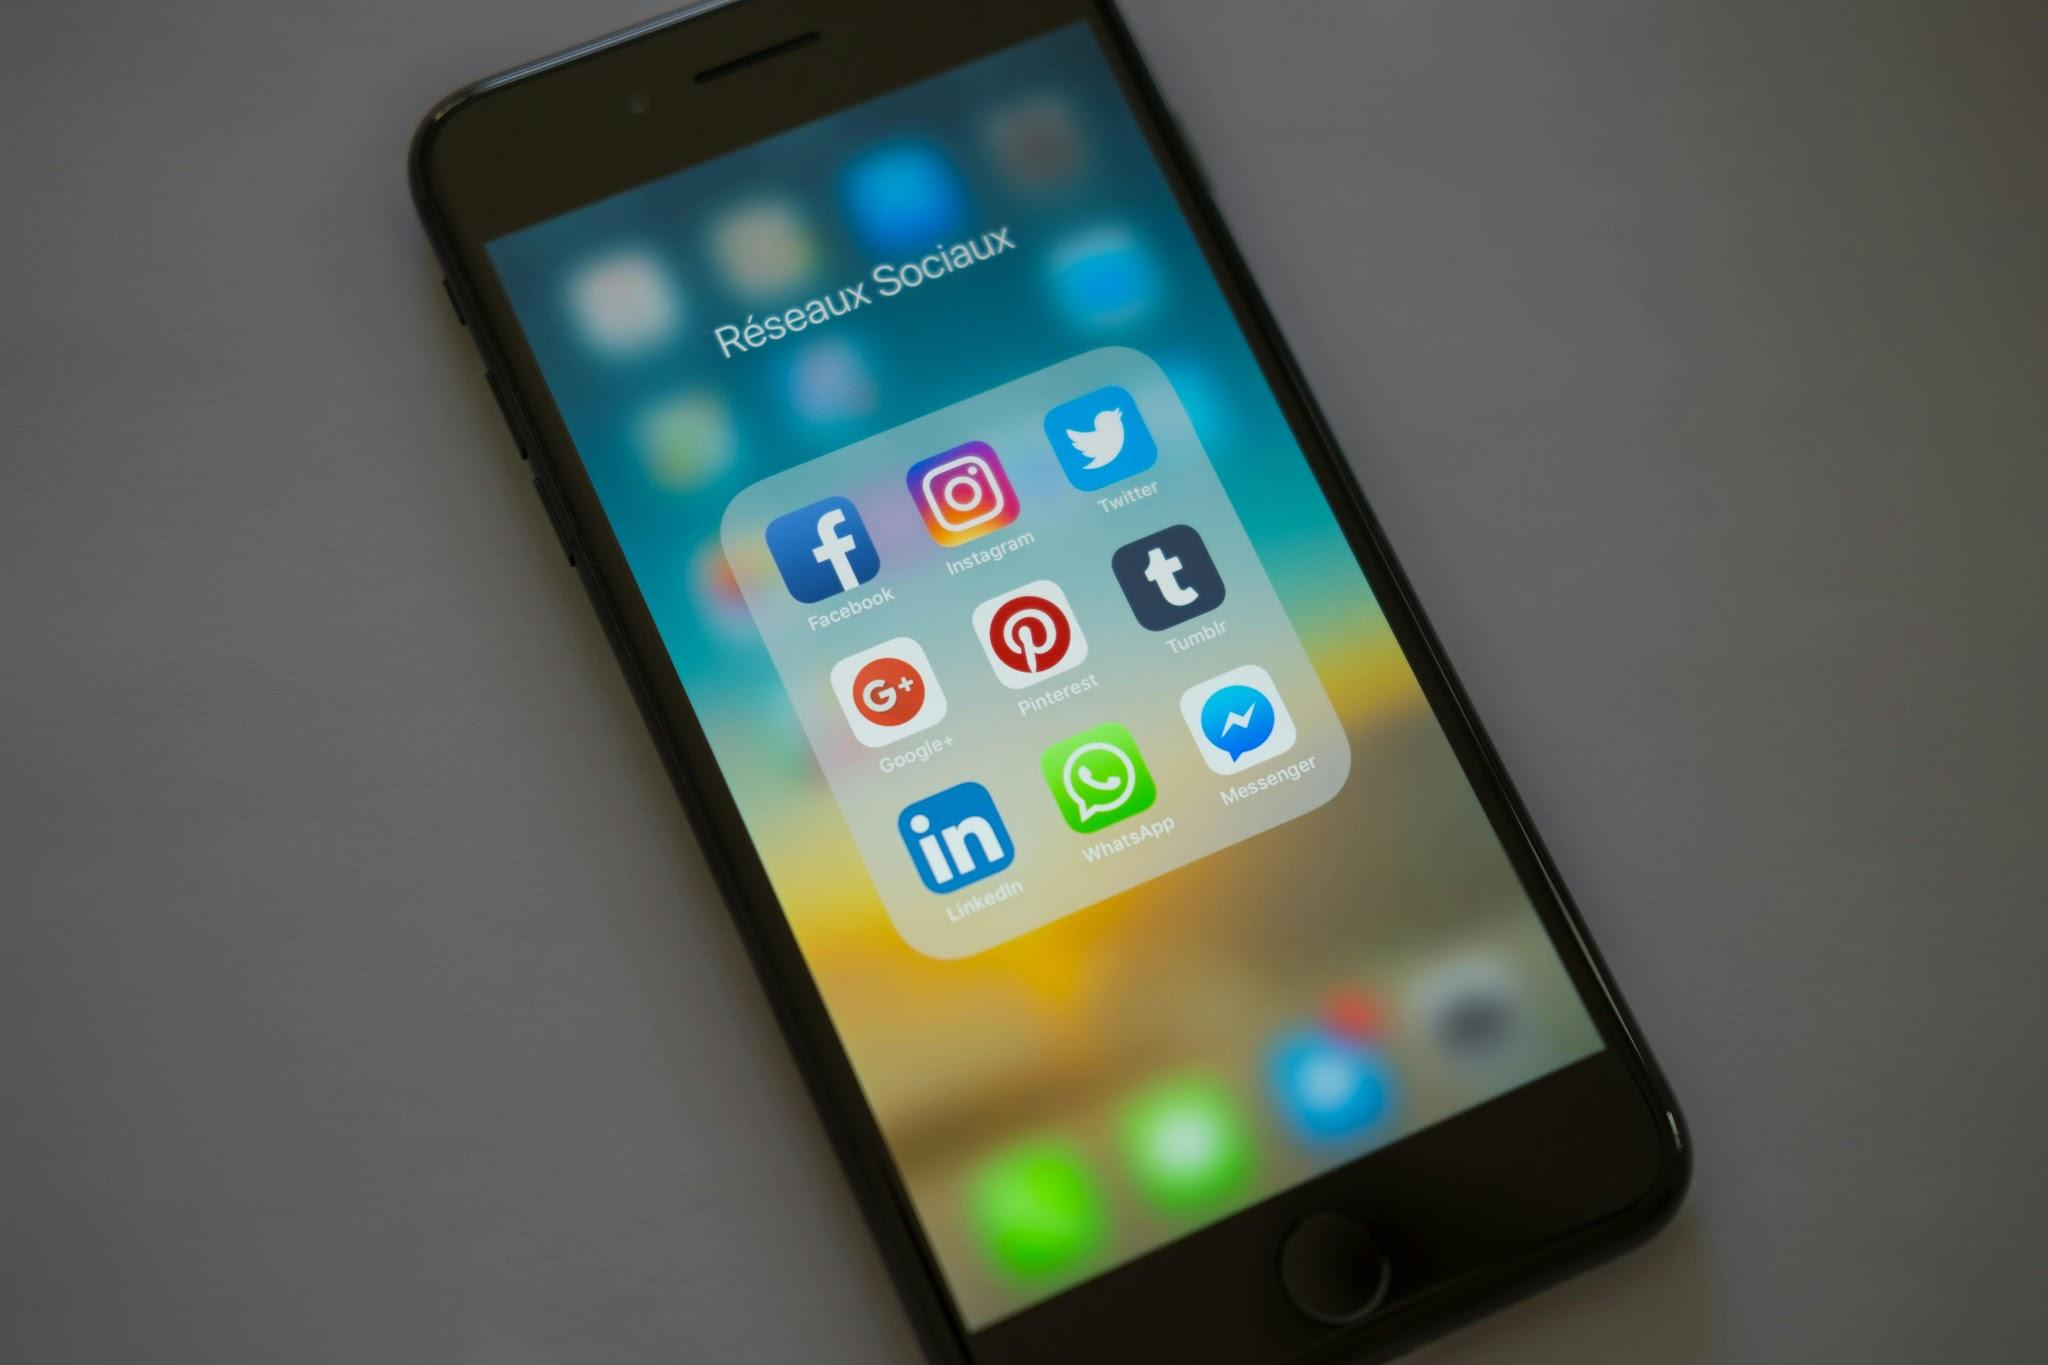 Réseaux Sociaux
Facebook
Instagram
Twitter
Google+
Pinterest
Tumblr
LinkedIn
WhatsApp
Messenger